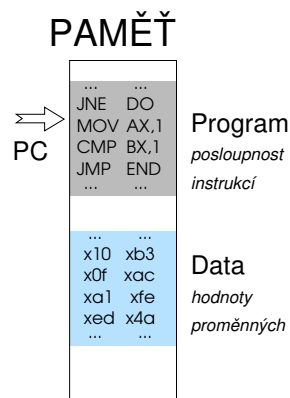 PAMĚŤ
... ...
JNE DO
MOV AX,1
CMP BX,1
JMP END
... ...
PC
Program
posloupnost
instrukcí
... ...
x10 xb3
x0f xac
xa1 xfe
xed x4a
... ...
Data
hodnoty
proměnných